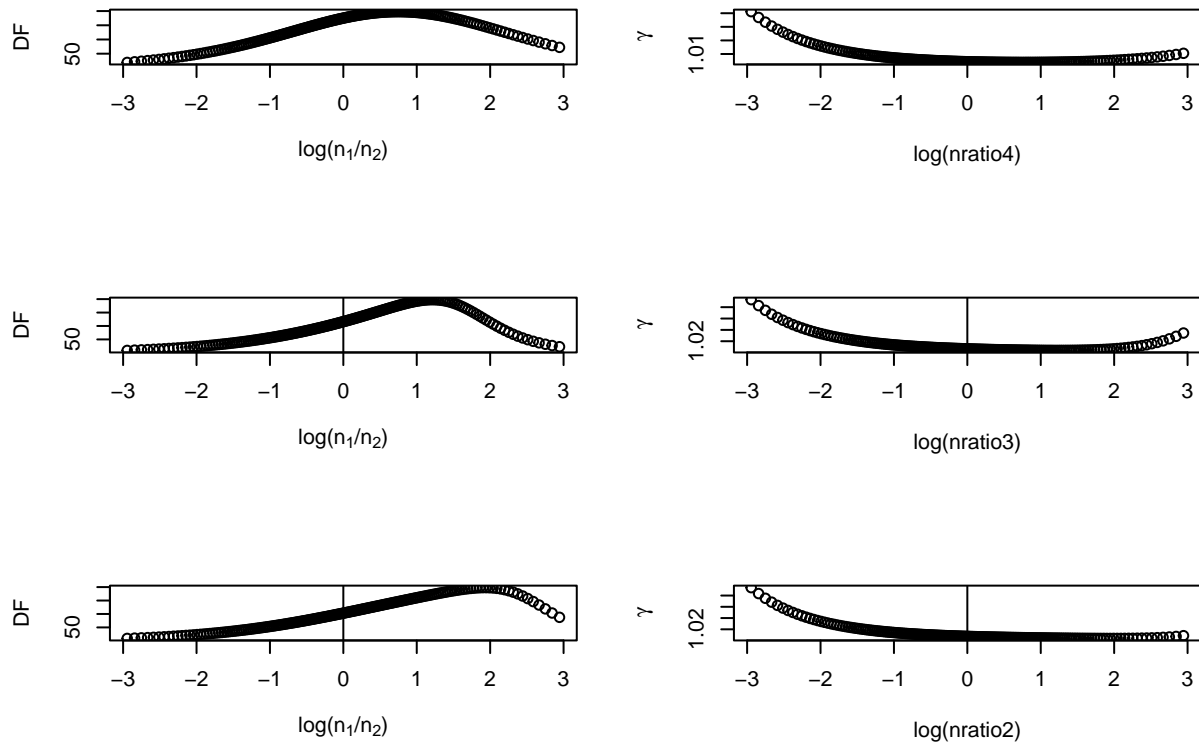 DF
50
−3 −2 −1 0 1 2 3
log(n₁/n₂)
γ
1.01
−3 −2 −1 0 1 2 3
log(nratio4)
DF
50
−3 −2 −1 0 1 2 3
log(n₁/n₂)
γ
1.02
−3 −2 −1 0 1 2 3
log(nratio3)
DF
50
−3 −2 −1 0 1 2 3
log(n₁/n₂)
γ
1.02
−3 −2 −1 0 1 2 3
log(nratio2)